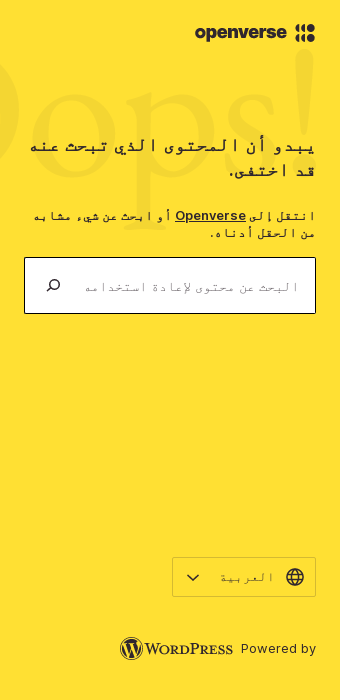 openverse
Oops!
يبدو أن المحتوى الذي تبحث عنه
قد اختفى.
انتقل إلى Openverse أو ابحث عن شيء مشابه
من الحقل أدناه.
البحث عن محتوى لإعادة استخدامه
العربية
Powered by WORDPRESS